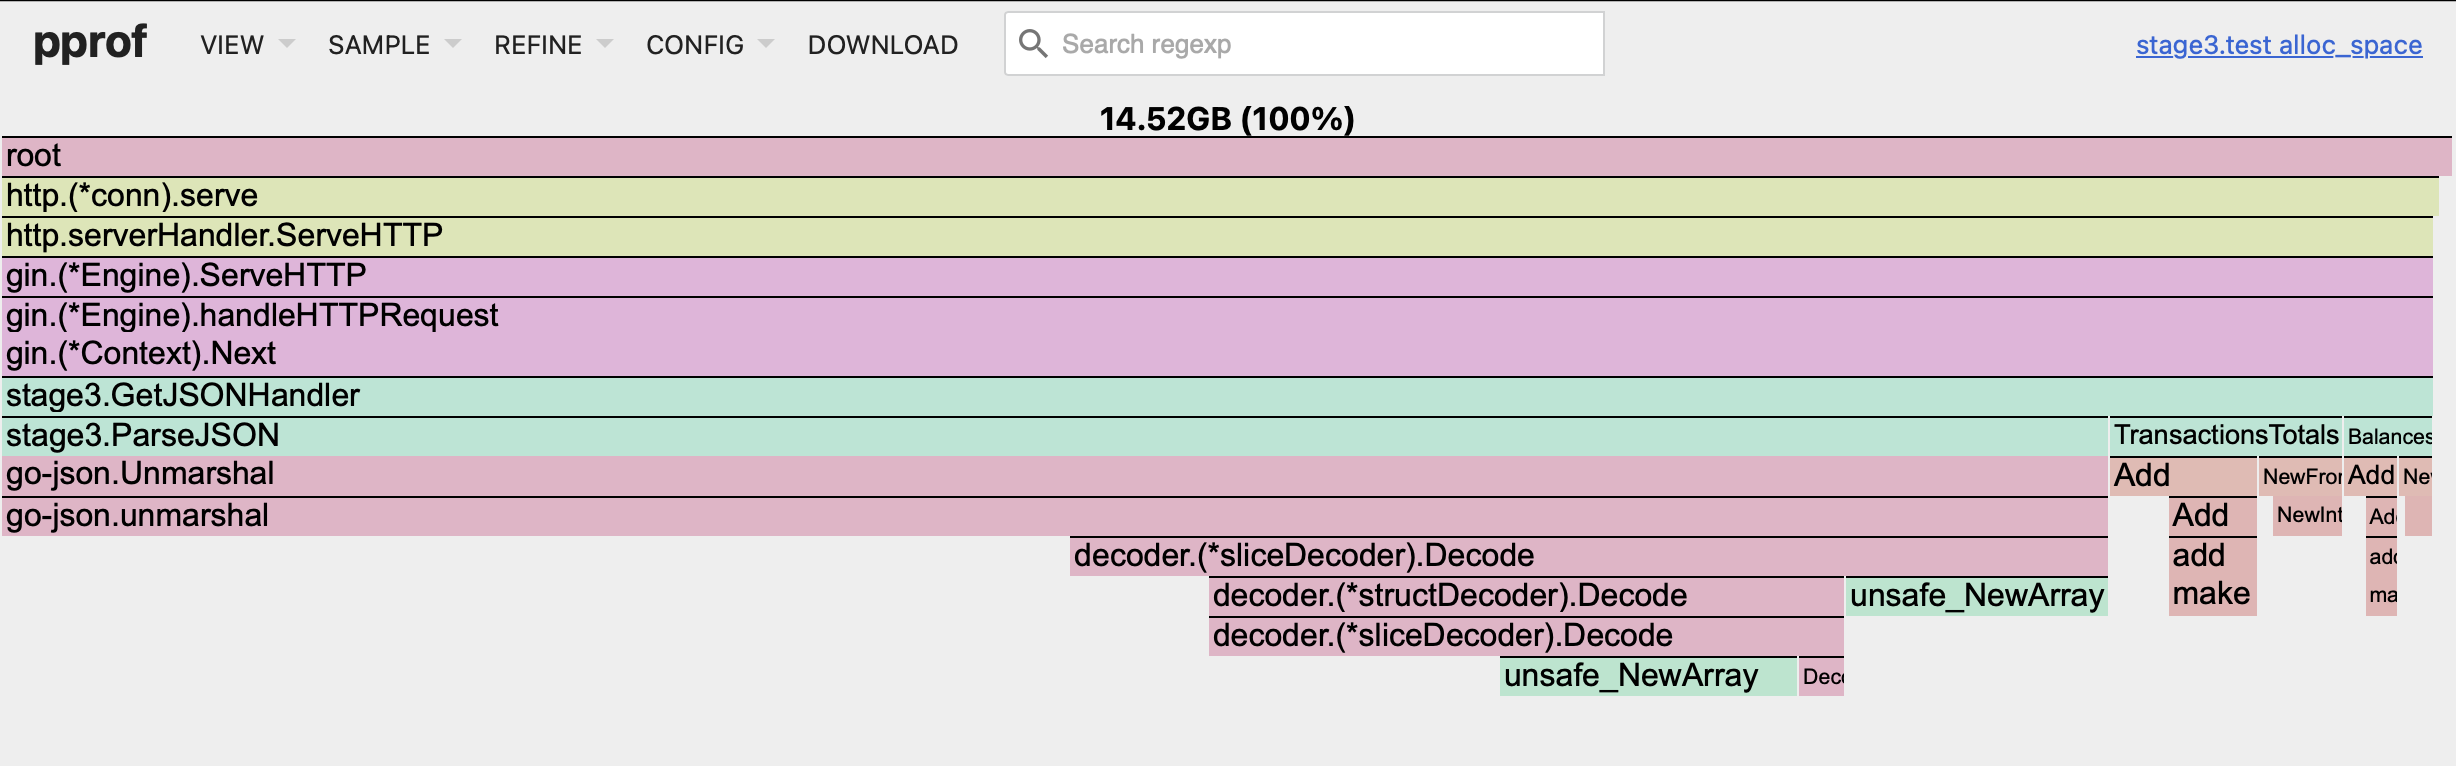 pprof VIEW SAMPLE REFINE CONFIG DOWNLOAD Search regexp stage3.test alloc_space
14.52GB (100%)
root
http.(*conn).serve
http.serverHandler.ServeHTTP
gin.(*Engine).ServeHTTP
gin.(*Engine).handleHTTPRequest
gin.(*Context).Next
stage3.GetJSONHandler
stage3.ParseJSON TransactionsTotals Balances
go-json.Unmarshal Add NewFror Add Ne
go-json.unmarshal Add NewInt Ad
decoder.(*sliceDecoder).Decode add add
decoder.(*structDecoder).Decode unsafe_NewArray make ma
decoder.(*sliceDecoder).Decode
unsafe_NewArray Dec